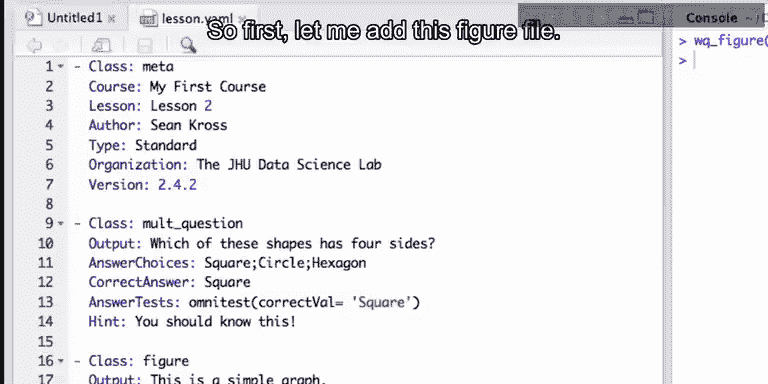 Untitled1
lesson.yaml
Console ~/
So first, let me add this figure file.
> wq_figure(
>
1 - Class: meta
2 Course: My First Course
3 Lesson: Lesson 2
4 Author: Sean Kross
5 Type: Standard
6 Organization: The JHU Data Science Lab
7 Version: 2.4.2
8
9 - Class: mult_question
10 Output: Which of these shapes has four sides?
11 AnswerChoices: Square;Circle;Hexagon
12 CorrectAnswer: Square
13 AnswerTests: omnitest(correctVal= 'Square')
14 Hint: You should know this!
15
16 - Class: figure
17 Output: This is a simple graph.